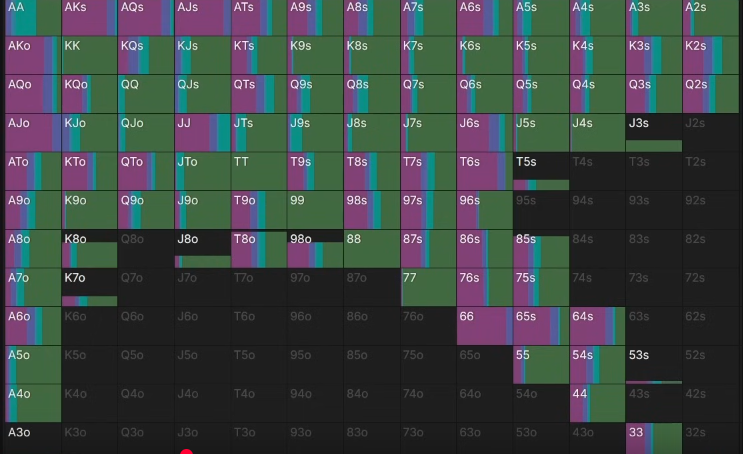 AA AKs AQs AJs ATs A9s A8s A7s A6s A5s A4s A3s A2s
AKo KK KQs KJs KTs K9s K8s K7s K6s K5s K4s K3s K2s
AQo KQo QQ QJs QTs Q9s Q8s Q7s Q6s Q5s Q4s Q3s Q2s
AJo KJo QJo JJ JTs J9s J8s J7s J6s J5s J4s J3s J2s
ATo KTo QTo JTo TT T9s T8s T7s T6s T5s T4s T3s T2s
A9o K9o Q9o J9o T9o 99 98s 97s 96s 95s 94s 93s 92s
A8o K8o Q8o J8o T8o 98o 88 87s 86s 85s 84s 83s 82s
A7o K7o Q7o J7o T7o 97o 87o 77 76s 75s 74s 73s 72s
A6o K6o Q6o J6o T6o 96o 86o 76o 66 65s 64s 63s 62s
A5o K5o Q5o J5o T5o 95o 85o 75o 65o 55 54s 53s 52s
A4o K4o Q4o J4o T4o 94o 84o 74o 64o 54o 44 43s 42s
A3o K3o Q3o J3o T3o 93o 83o 73o 63o 53o 43o 33 32s